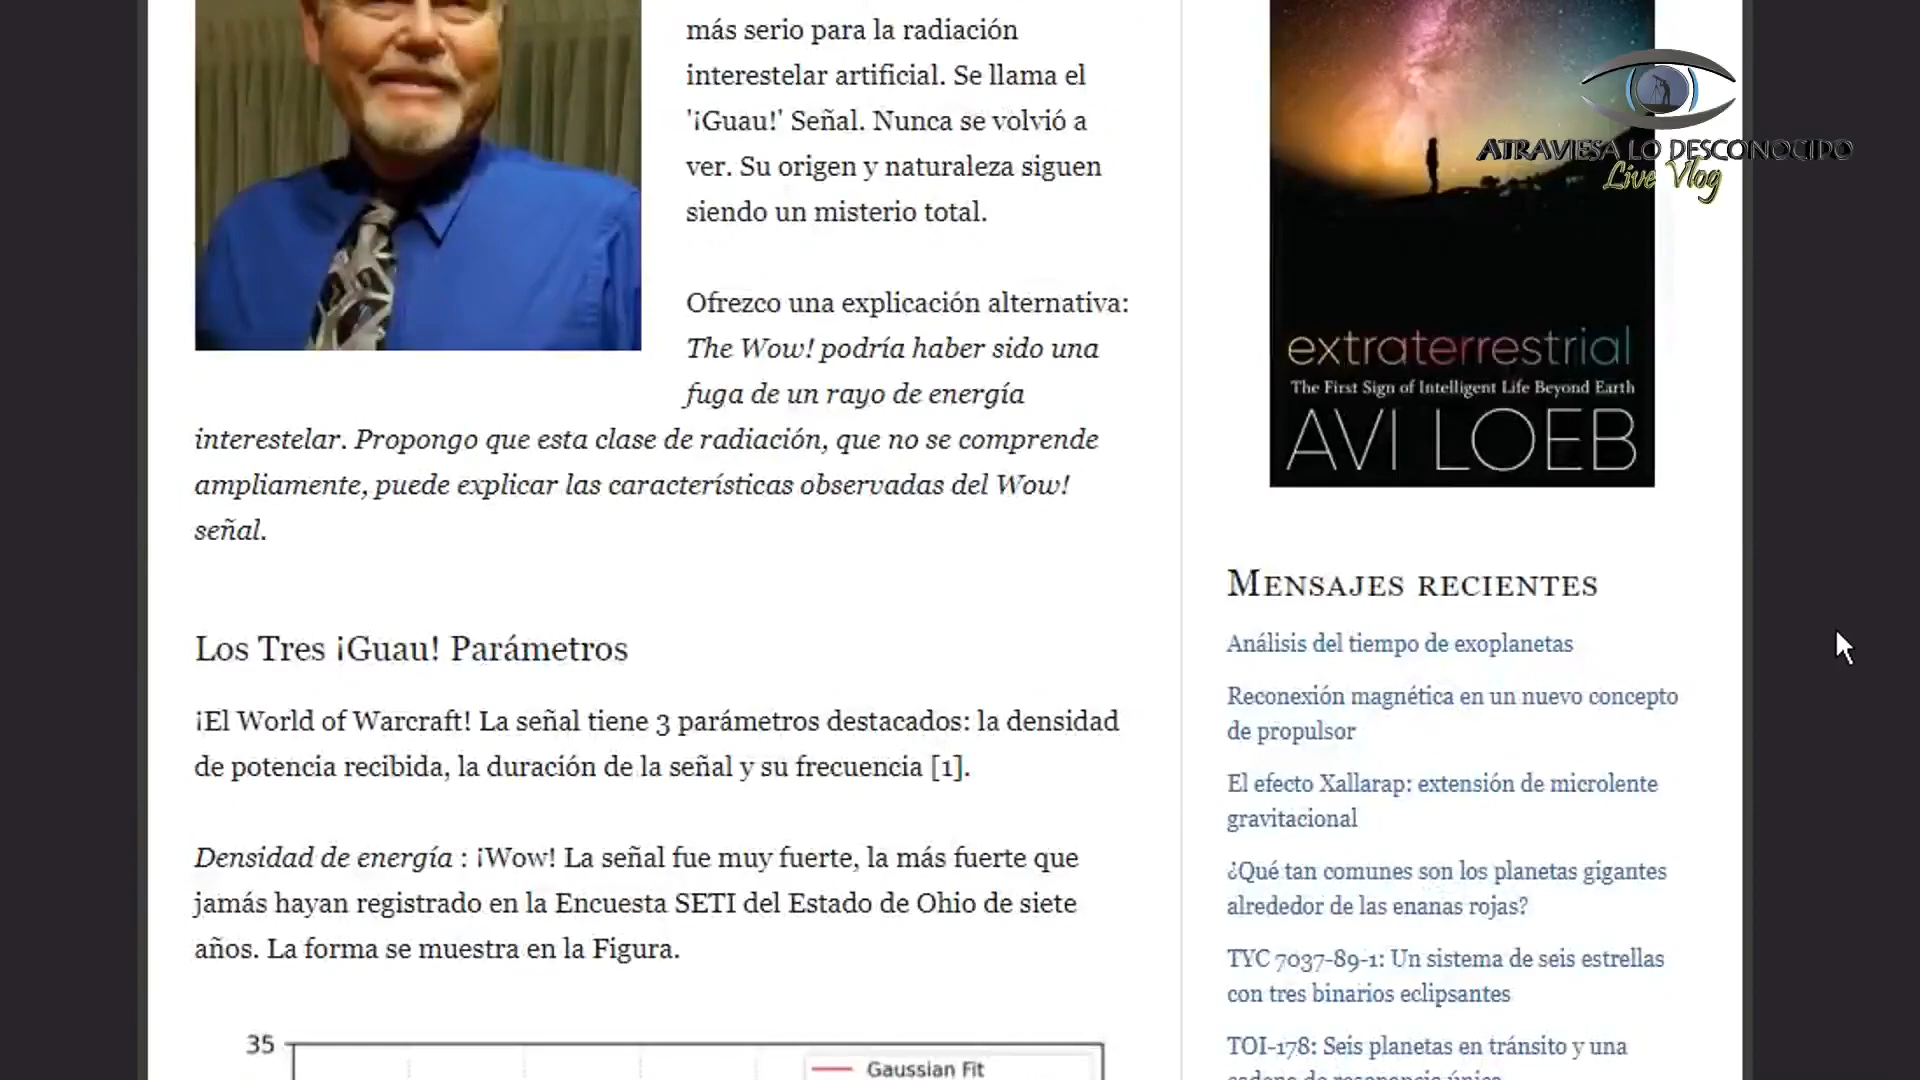 más serio para la radiación
interestelar artificial. Se llama el
'¡Guau!' Señal. Nunca se volvió a
ver. Su origen y naturaleza siguen
siendo un misterio total.
Ofrezco una explicación alternativa:
The Wow! podría haber sido una
fuga de un rayo de energía
interestelar. Propongo que esta clase de radiación, que no se comprende
ampliamente, puede explicar las características observadas del Wow!
señal.
Los Tres ¡Guau! Parámetros
¡El World of Warcraft! La señal tiene 3 parámetros destacados: la densidad
de potencia recibida, la duración de la señal y su frecuencia [1].
Densidad de energía : ¡Wow! La señal fue muy fuerte, la más fuerte que
jamás hayan registrado en la Encuesta SETI del Estado de Ohio de siete
años. La forma se muestra en la Figura.
35
Gaussian Fit
ATRAVIESA LO DESCONOCIDO
Live Vlog
extraterrestrial
The First Sign of Intelligent Life Beyond Earth
AVI LOEB
MENSAJES RECIENTES
Análisis del tiempo de exoplanetas
Reconexión magnética en un nuevo concepto
de propulsor
El efecto Xallarap: extensión de microlente
gravitacional
¿Qué tan comunes son los planetas gigantes
alrededor de las enanas rojas?
TYC 7037-89-1: Un sistema de seis estrellas
con tres binarios eclipsantes
TOI-178: Seis planetas en tránsito y una